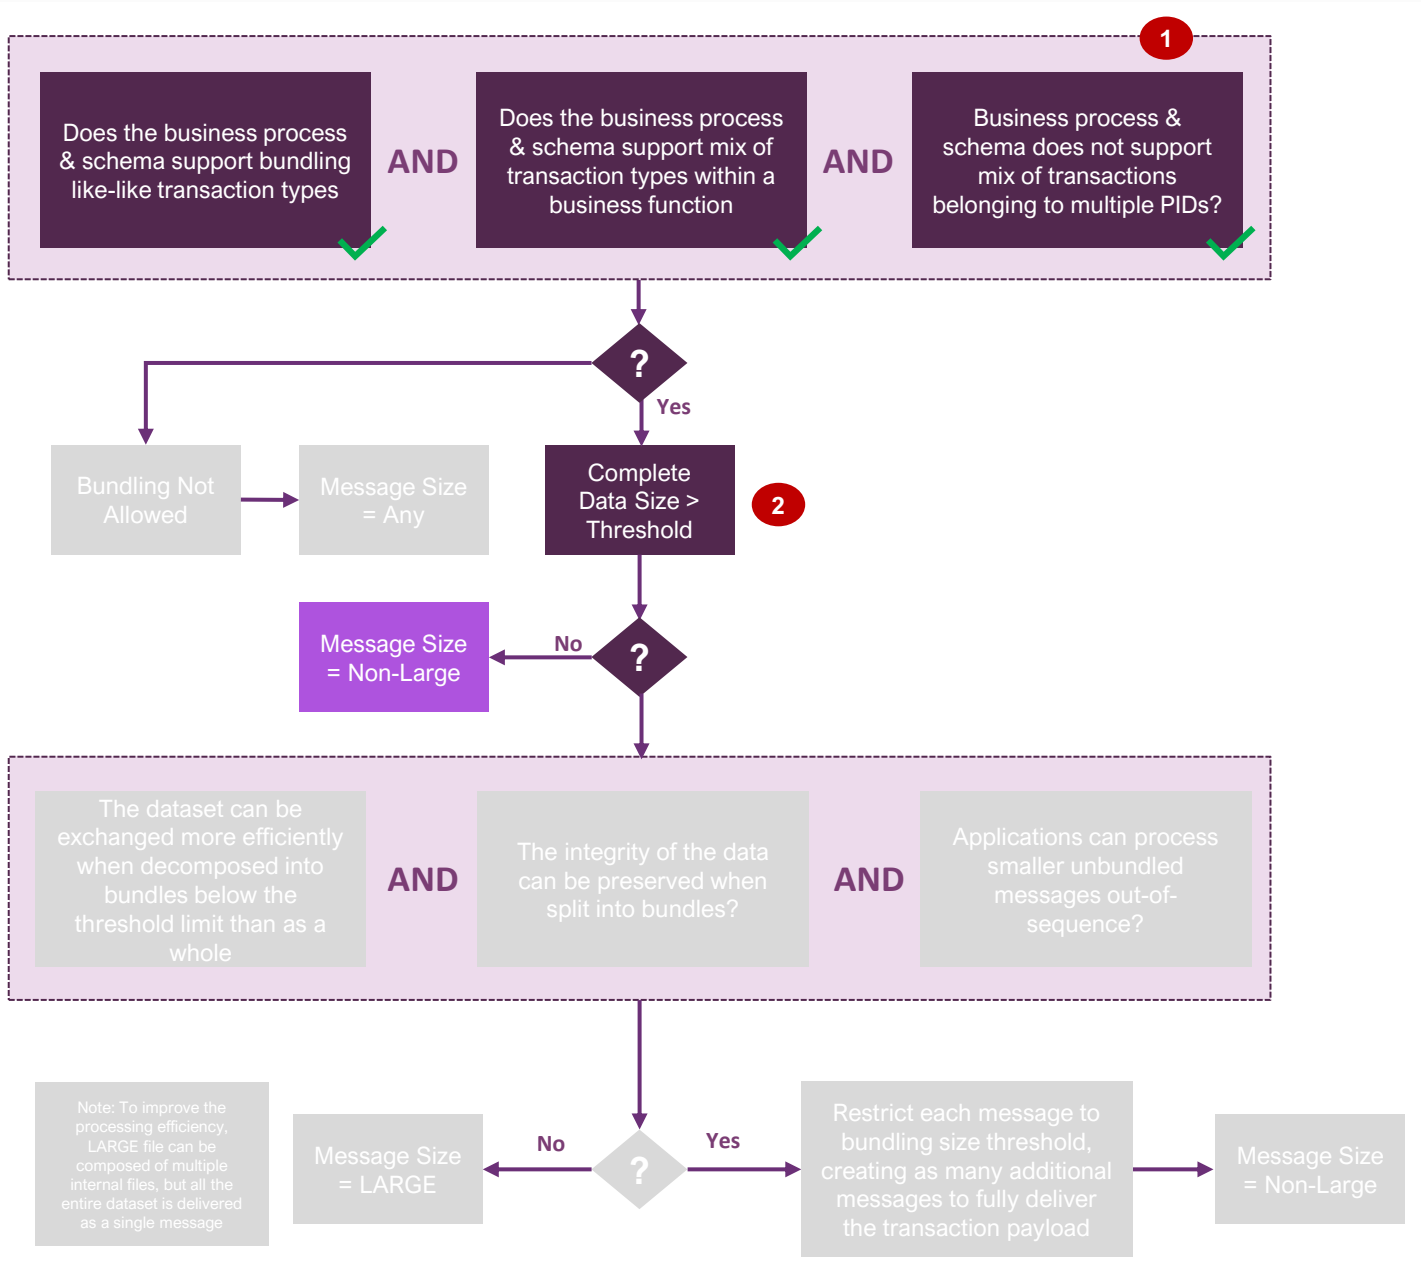 1
Does the business process
& schema support bundling
like-like transaction types
AND
Does the business process
& schema support mix of
transaction types within a
business function
AND
Business process &
schema does not support
mix of transactions
belonging to multiple PIDs?
?
Yes
Bundling Not
Allowed
Message Size
= Any
Complete
Data Size >
Threshold
2
Message Size
= Non-Large
No
?
The dataset can be
exchanged more efficiently
when decomposed into
bundles below the
threshold limit than as a
whole
AND
The integrity of the data
can be preserved when
split into bundles?
AND
Applications can process
smaller unbundled
messages out-of-
sequence?
Note: To improve the
processing efficiency,
LARGE file can be
composed of multiple
internal files, but all the
entire dataset is delivered
as a single message
Message Size
= LARGE
No
?
Yes
Restrict each message to
bundling size threshold,
creating as many additional
messages to fully deliver
the transaction payload
Message Size
= Non-Large